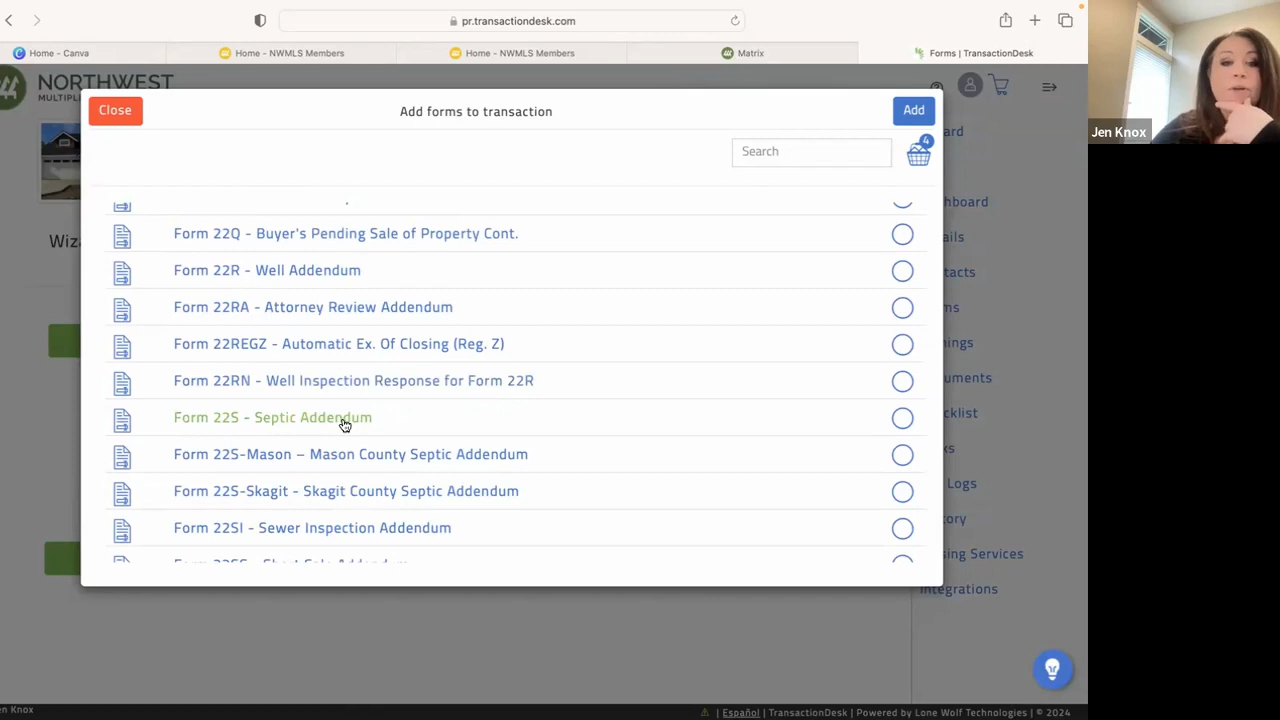 pr.transactiondesk.com
Home - Canva
Home - NWMLS Members
Home - NWMLS Members
Matrix
Forms | TransactionDesk
NORTHWEST
Jen Knox
Close
Add forms to transaction
Add
Search
4
Form 22Q - Buyer's Pending Sale of Property Cont.
Form 22R - Well Addendum
Form 22RA - Attorney Review Addendum
Form 22REGZ - Automatic Ex. Of Closing (Reg. Z)
Form 22RN - Well Inspection Response for Form 22R
Form 22S - Septic Addendum
Form 22S-Mason – Mason County Septic Addendum
Form 22S-Skagit - Skagit County Septic Addendum
Form 22SI - Sewer Inspection Addendum
Integrations
| Español | TransactionDesk | Powered by Lone Wolf Technologies | © 2024